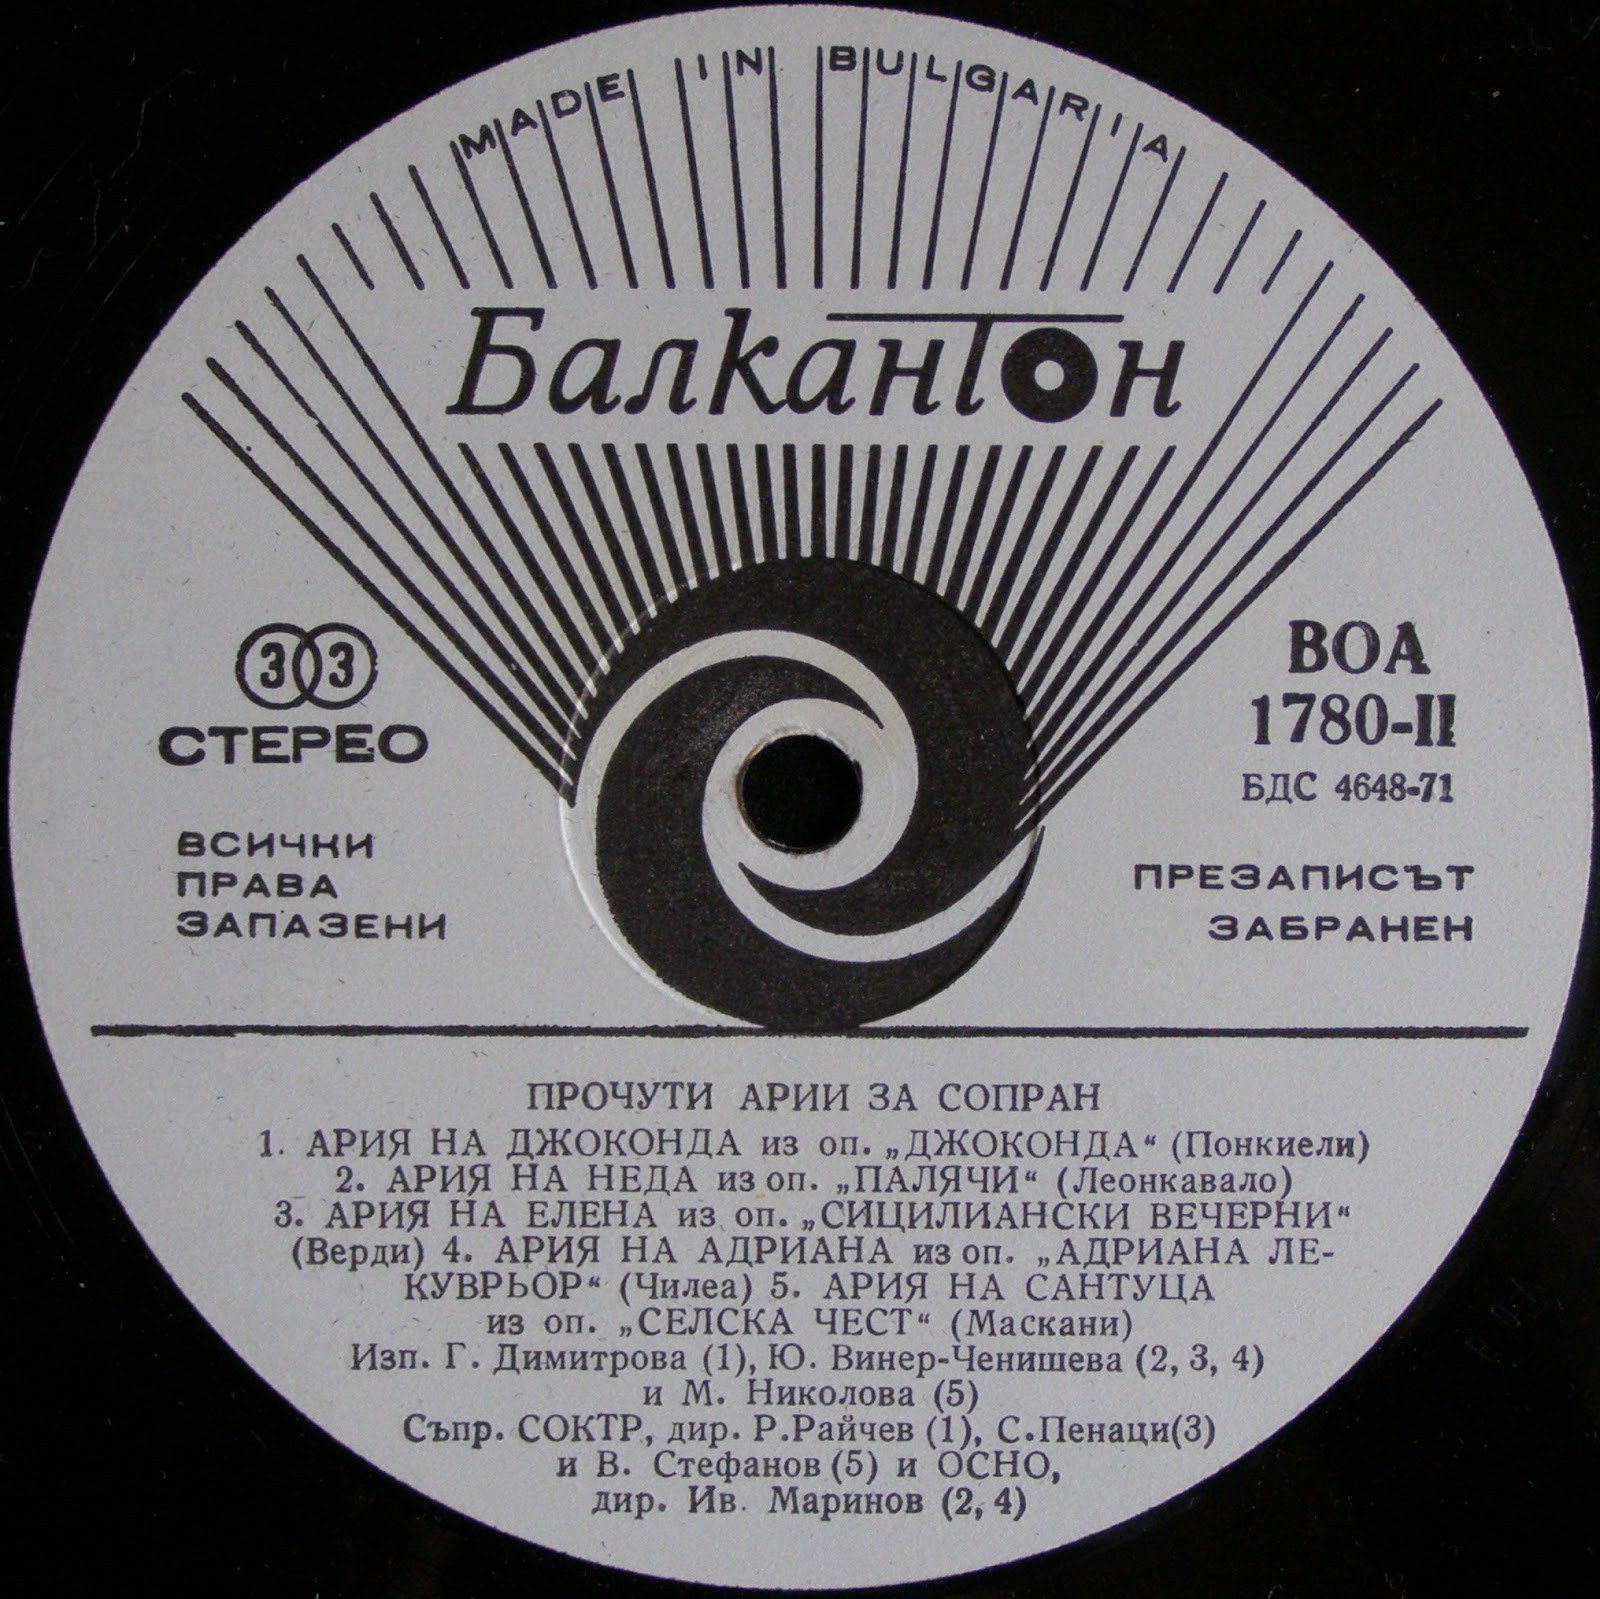 MADE IN BULGARIA
Балкантон
33
СТЕРЕО
ВСИЧКИ
ПРАВА
ЗАПАЗЕНИ
ВОА
1780-II
БДС 4648-71
ПРЕЗАПИСЪТ
ЗАБРАНЕН
ПРОЧУТИ АРИИ ЗА СОПРАН
1. АРИЯ НА ДЖОКОНДА из оп. „ДЖОКОНДА“ (Понкиели)
2. АРИЯ НА НЕДА из оп. „ПАЛЯЧИ“ (Леонкавало)
3. АРИЯ НА ЕЛЕНА из оп. „СИЦИЛИАНСКИ ВЕЧЕРНИ“
(Верди) 4. АРИЯ НА АДРИАНА из оп. „АДРИАНА ЛЕ-
КУВРЬОР“ (Чилеа) 5. АРИЯ НА САНТУЦА
из оп. „СЕЛСКА ЧЕСТ“ (Маскани)
Изп. Г. Димитрова (1), Ю. Винер-Ченишева (2, 3, 4)
и М. Николова (5)
Съпр. СОКТР, дир. Р.Райчев (1), С.Пенаци(3)
и В. Стефанов (5) и ОСНО,
дир. Ив. Маринов (2, 4)